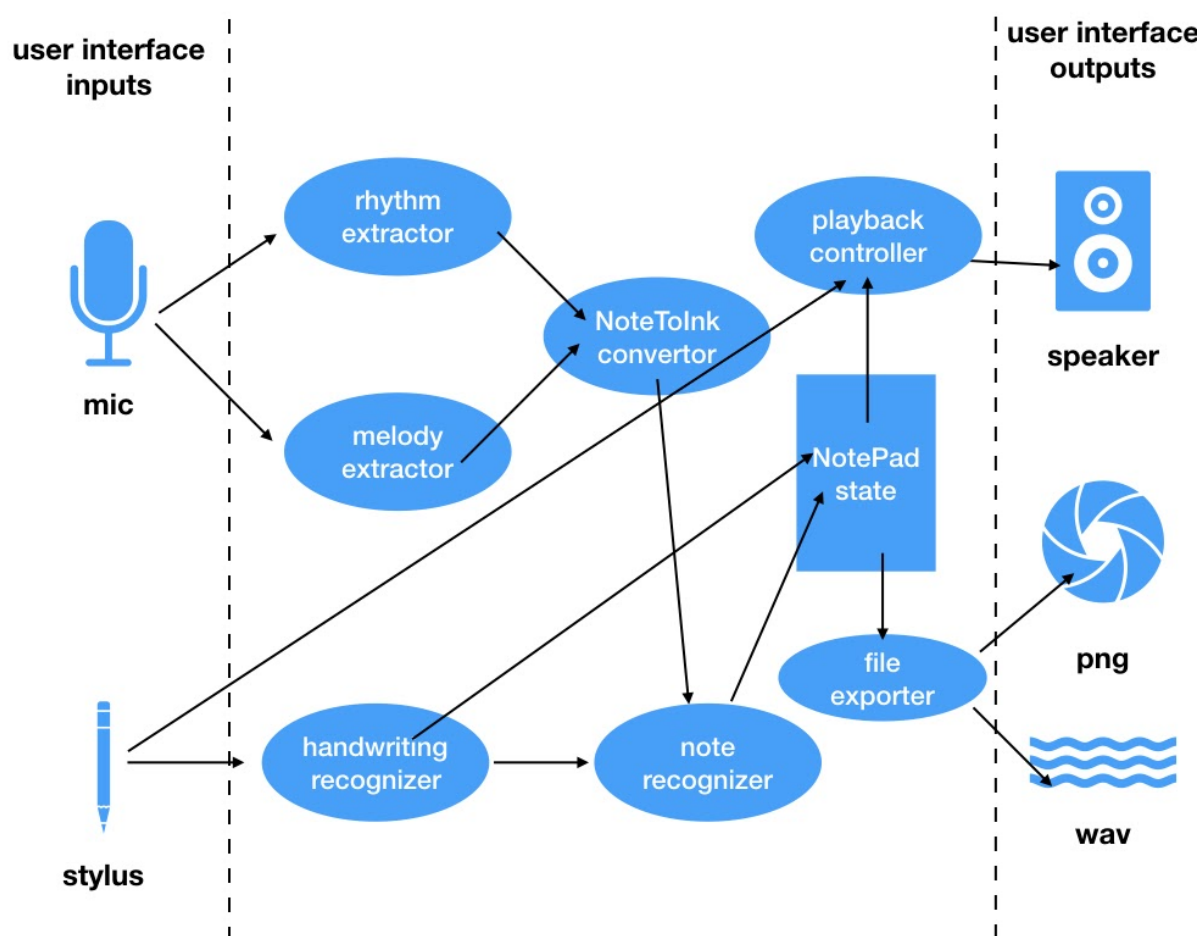 user interface
inputs
user interface
outputs
rhythm
extractor
playback
controller
NoteToInk
convertor
speaker
mic
melody
extractor
NotePad
state
png
file
exporter
handwriting
recognizer
note
recognizer
wav
stylus